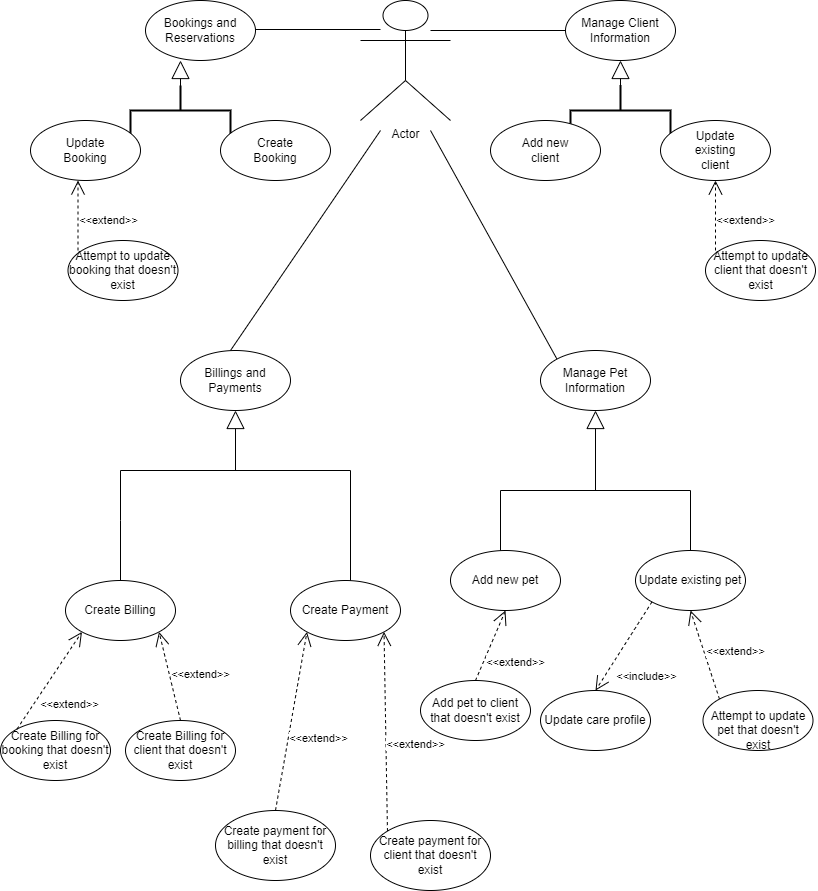 Bookings and
Reservations
Manage Client
Information
Actor
Update
Booking
Create
Booking
Add new
client
Update
existing
client
<<extend>>
<<extend>>
Attempt to update
booking that doesn't
exist
Attempt to update
client that doesn't
exist
Billings and
Payments
Manage Pet
Information
Create Billing
Create Payment
Add new pet
Update existing pet
<<extend>>
<<extend>>
<<extend>>
<<extend>>
<<extend>>
<<include>>
<<extend>>
Create Billing for
booking that doesn't
exist
Create Billing for
client that doesn't
exist
Add pet to client
that doesn't exist
Update care profile
Attempt to update
pet that doesn't
exist
Create payment for
billing that doesn't
exist
Create payment for
client that doesn't
exist